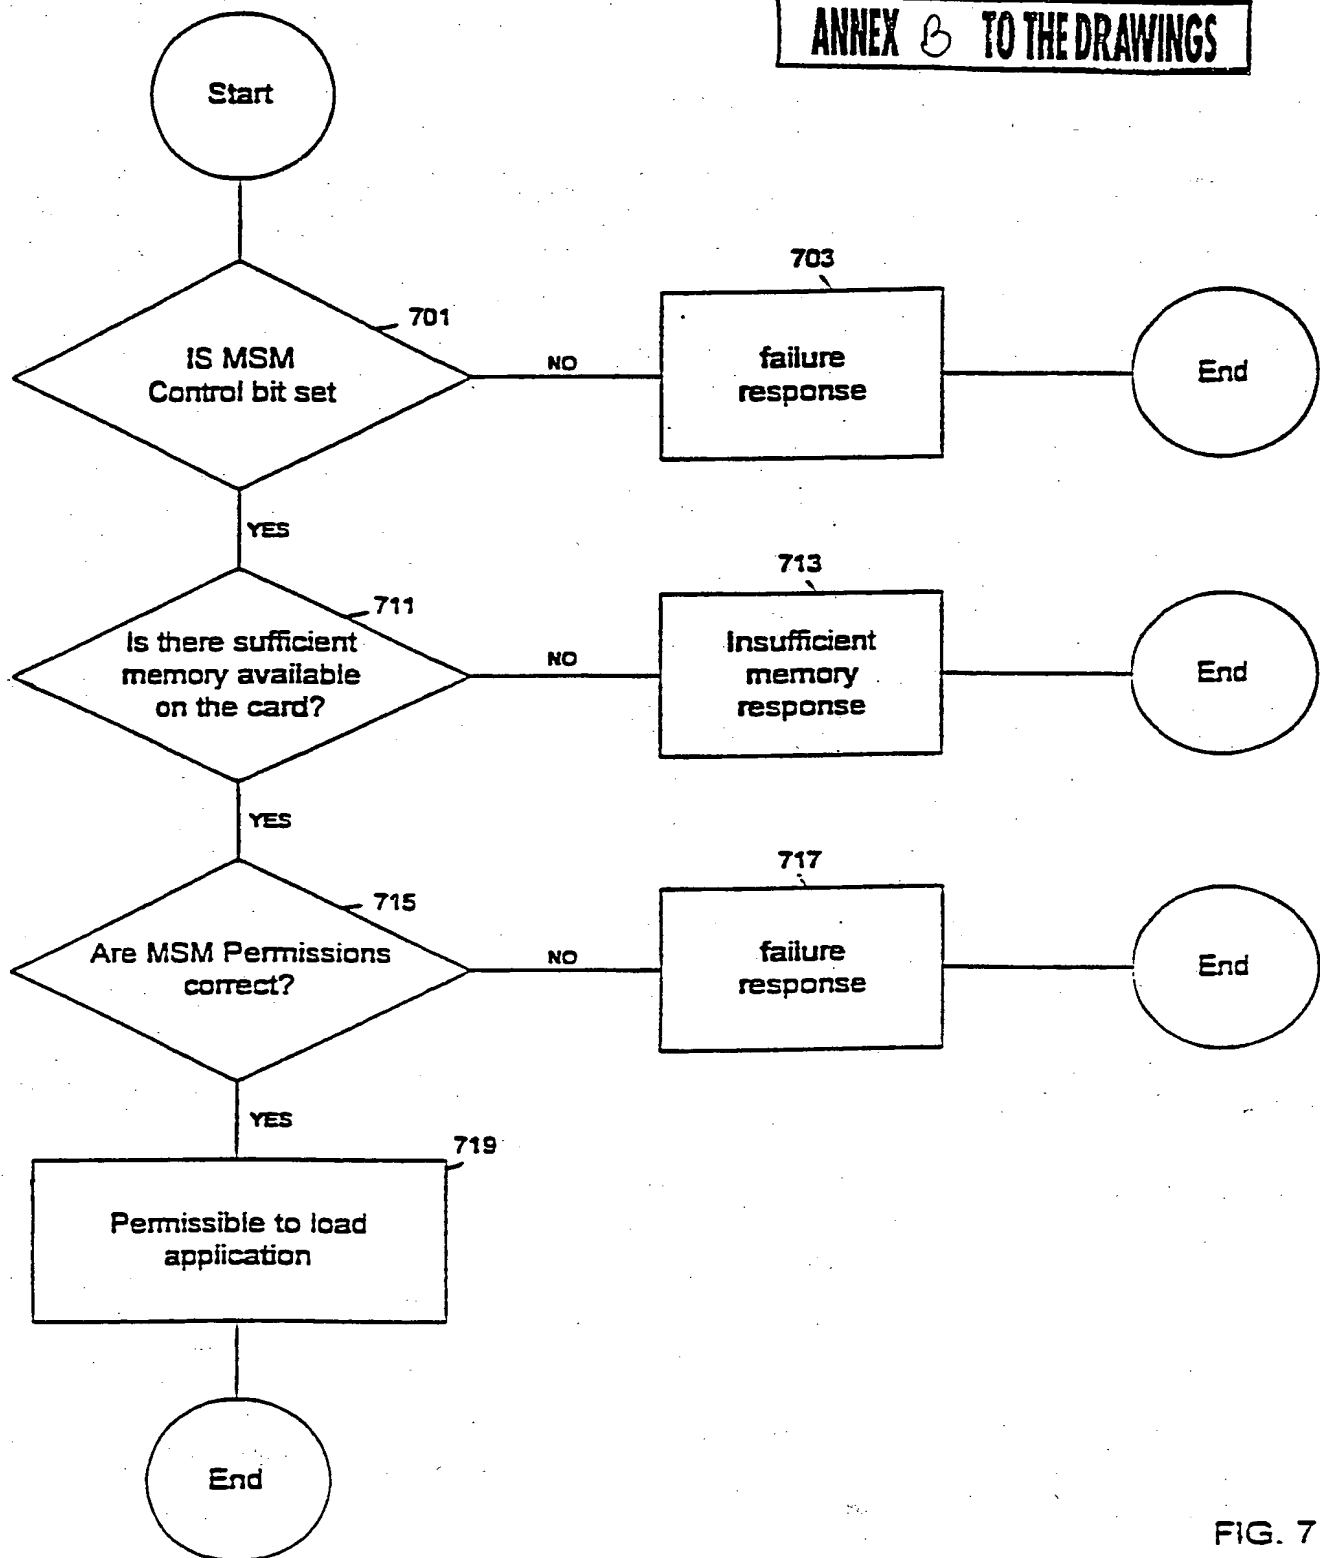 ANNEX B TO THE DRAWINGS
Start
701
IS MSM
Control bit set
NO
703
failure
response
End
YES
711
Is there sufficient
memory available
on the card?
NO
713
Insufficient
memory
response
End
YES
715
Are MSM Permissions
correct?
NO
717
failure
response
End
YES
719
Permissible to load
application
End
FIG. 7